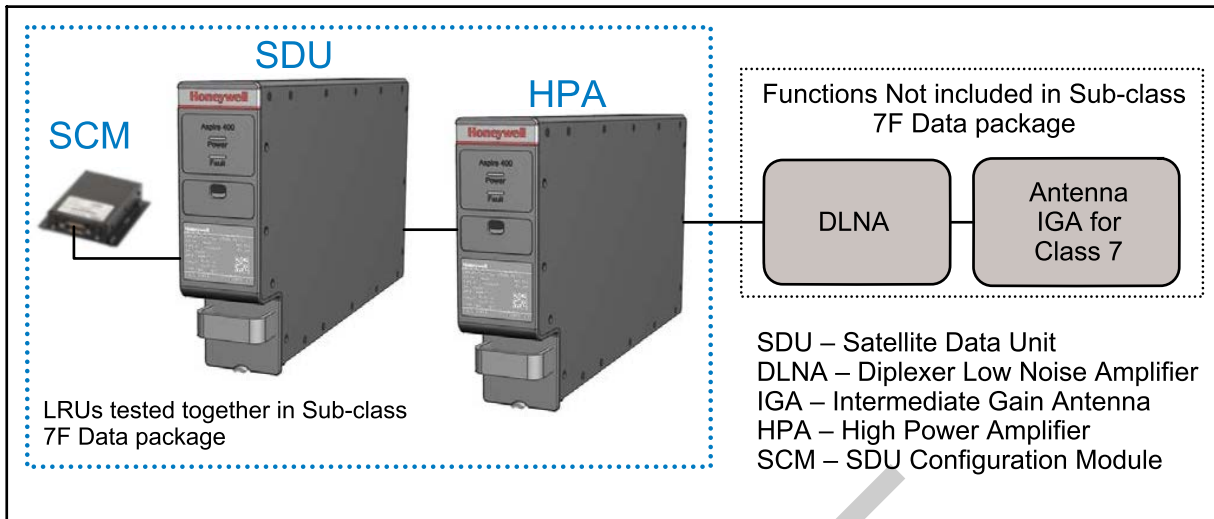 SDU
HPA
SCM
Honeywell
Aspire 400
Power
Fault
Honeywell
Honeywell
Aspire 400
Power
Fault
Honeywell
LRUs tested together in Sub-class
7F Data package
Functions Not included in Sub-class
7F Data package
DLNA
Antenna
IGA for
Class 7
SDU – Satellite Data Unit
DLNA – Diplexer Low Noise Amplifier
IGA – Intermediate Gain Antenna
HPA – High Power Amplifier
SCM – SDU Configuration Module